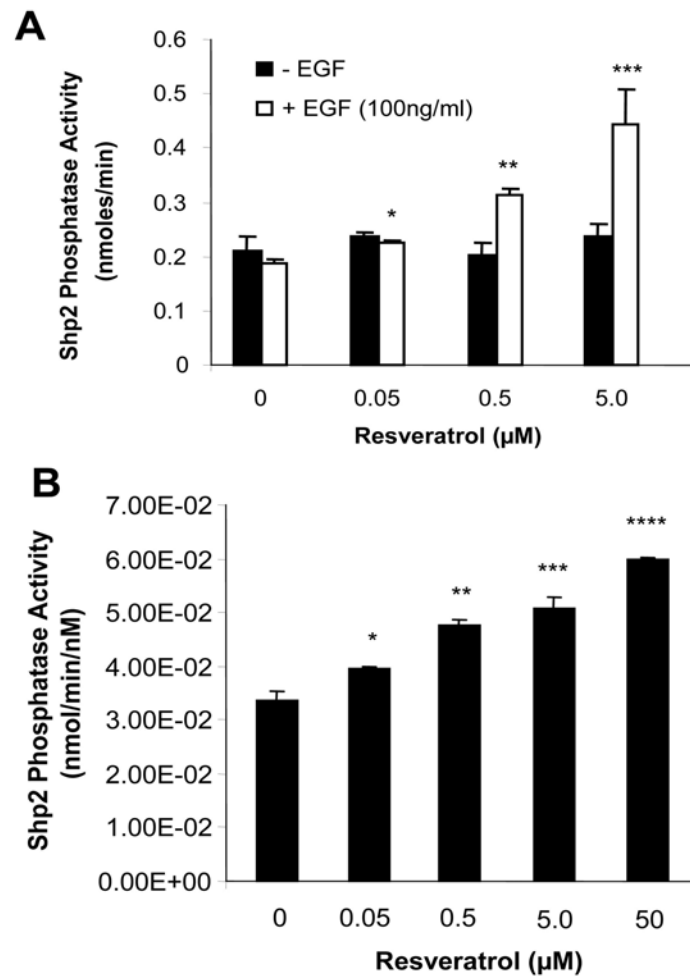 A
Shp2 Phosphatase Activity
(nmoles/min)
0.6
0.5
0.4
0.3
0.2
0.1
0
- EGF
+ EGF (100ng/ml)
*
**
***
0
0.05
0.5
5.0
Resveratrol (µM)
B
Shp2 Phosphatase Activity
(nmol/min/nM)
7.00E-02
6.00E-02
5.00E-02
4.00E-02
3.00E-02
2.00E-02
1.00E-02
0.00E+00
*
**
***
****
0
0.05
0.5
5.0
50
Resveratrol (µM)